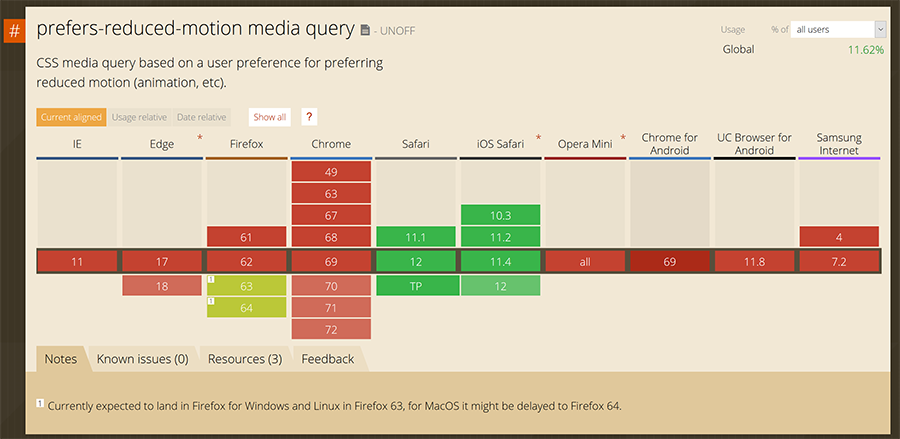 #
prefers-reduced-motion media query - UNOFF
Usage % of all users
Global 11.62%
CSS media query based on a user preference for preferring
reduced motion (animation, etc).
Current aligned Usage relative Date relative Show all ?
IE Edge * Firefox Chrome Safari iOS Safari * Opera Mini * Chrome for Android UC Browser for Android Samsung Internet
49
63
67 10.3
61 68 11.1 11.2 4
11 17 62 69 12 11.4 all 69 11.8 7.2
18 1 63 70 TP 12
1 64 71
72
Notes Known issues (0) Resources (3) Feedback
1 Currently expected to land in Firefox for Windows and Linux in Firefox 63, for MacOS it might be delayed to Firefox 64.